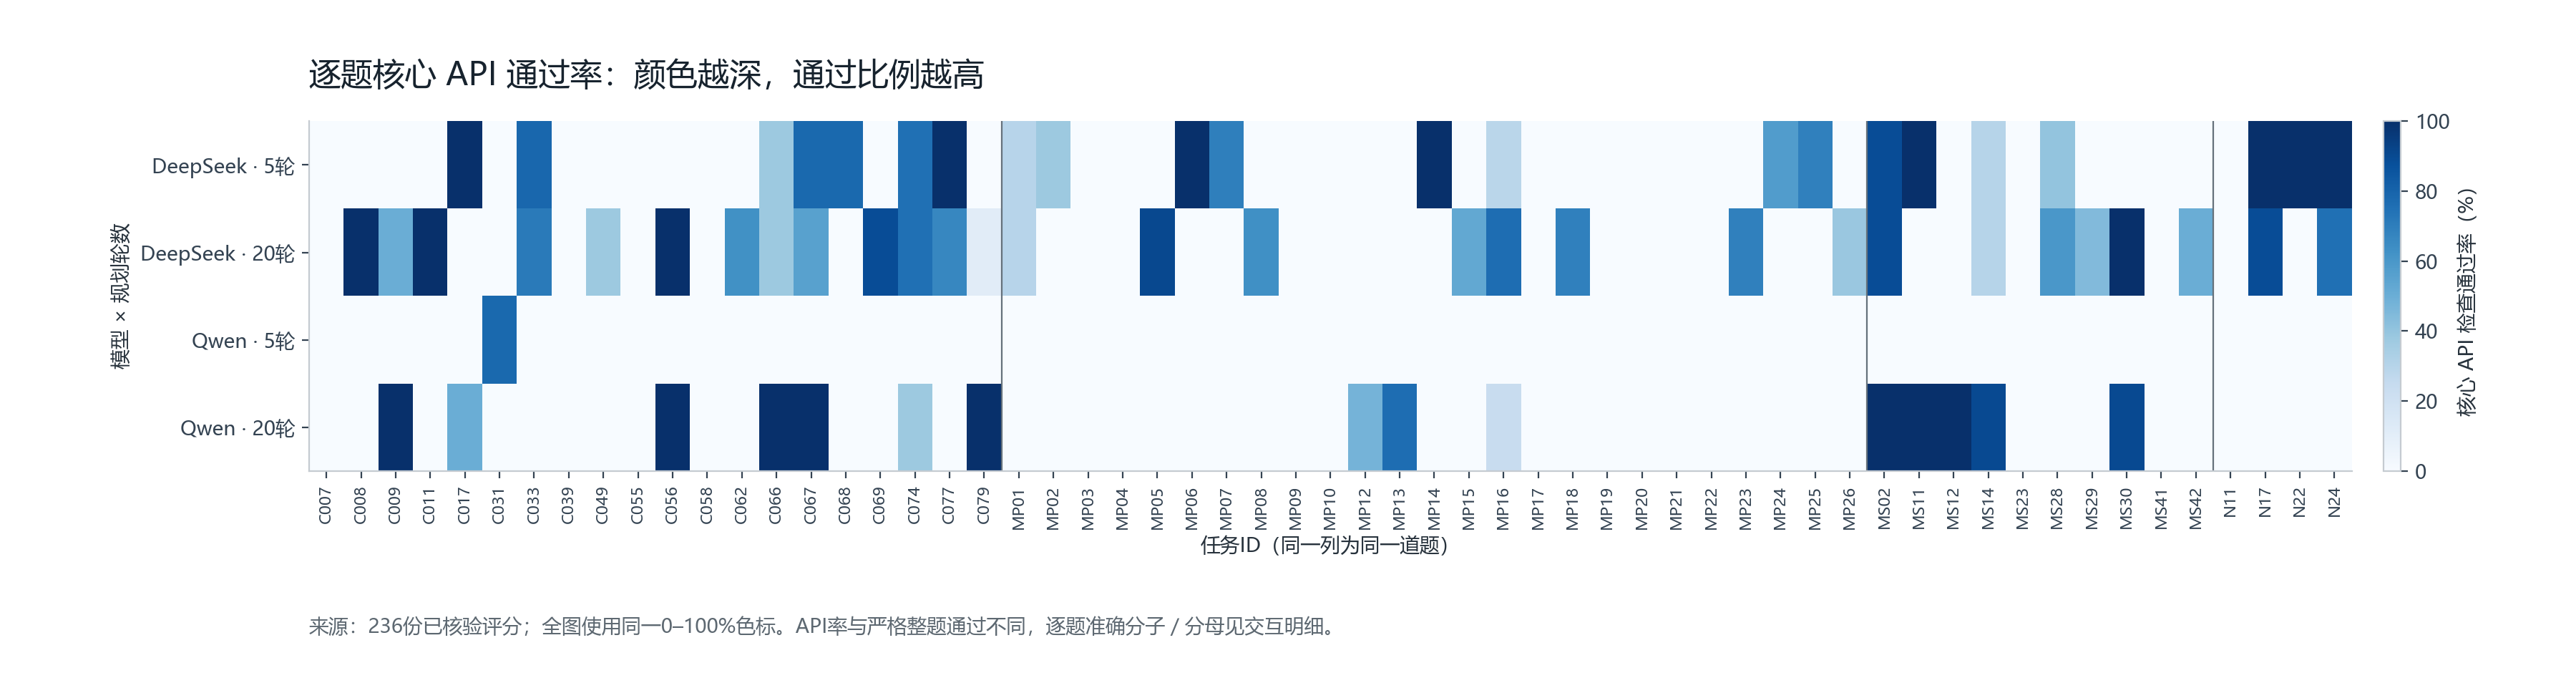 逐题核心 API 通过率：颜色越深，通过比例越高
模型 × 规划轮数
DeepSeek · 5轮
DeepSeek · 20轮
Qwen · 5轮
Qwen · 20轮
C007 C008 C009 C011 C017 C031 C033 C039 C049 C055 C056 C058 C062 C066 C067 C068 C069 C074 C077 C079 MP01 MP02 MP03 MP04 MP05 MP06 MP07 MP08 MP09 MP10 MP12 MP13 MP14 MP15 MP16 MP17 MP18 MP19 MP20 MP21 MP22 MP23 MP24 MP25 MP26 MS02 MS11 MS12 MS14 MS23 MS28 MS29 MS30 MS41 MS42 N11 N17 N22 N24
任务ID（同一列为同一道题）
100
80
60
40
20
0
核心 API 检查通过率（%）
来源：236份已核验评分；全图使用同一0–100%色标。API率与严格整题通过不同，逐题准确分子 / 分母见交互明细。